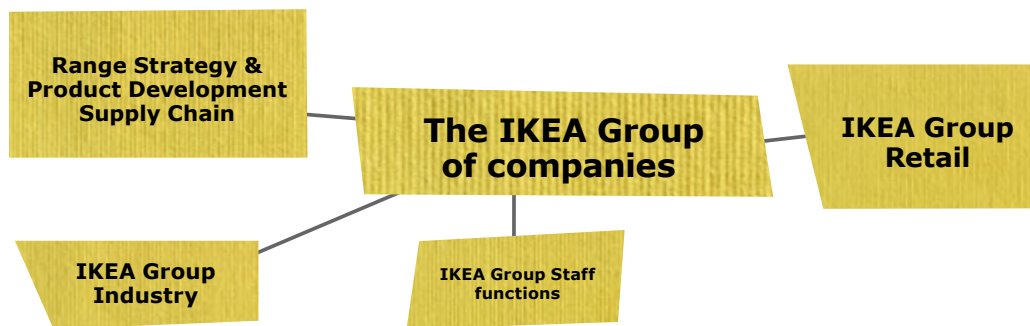 Range Strategy &
Product Development
Supply Chain
The IKEA Group
of companies
IKEA Group
Retail
IKEA Group
Industry
IKEA Group Staff
functions